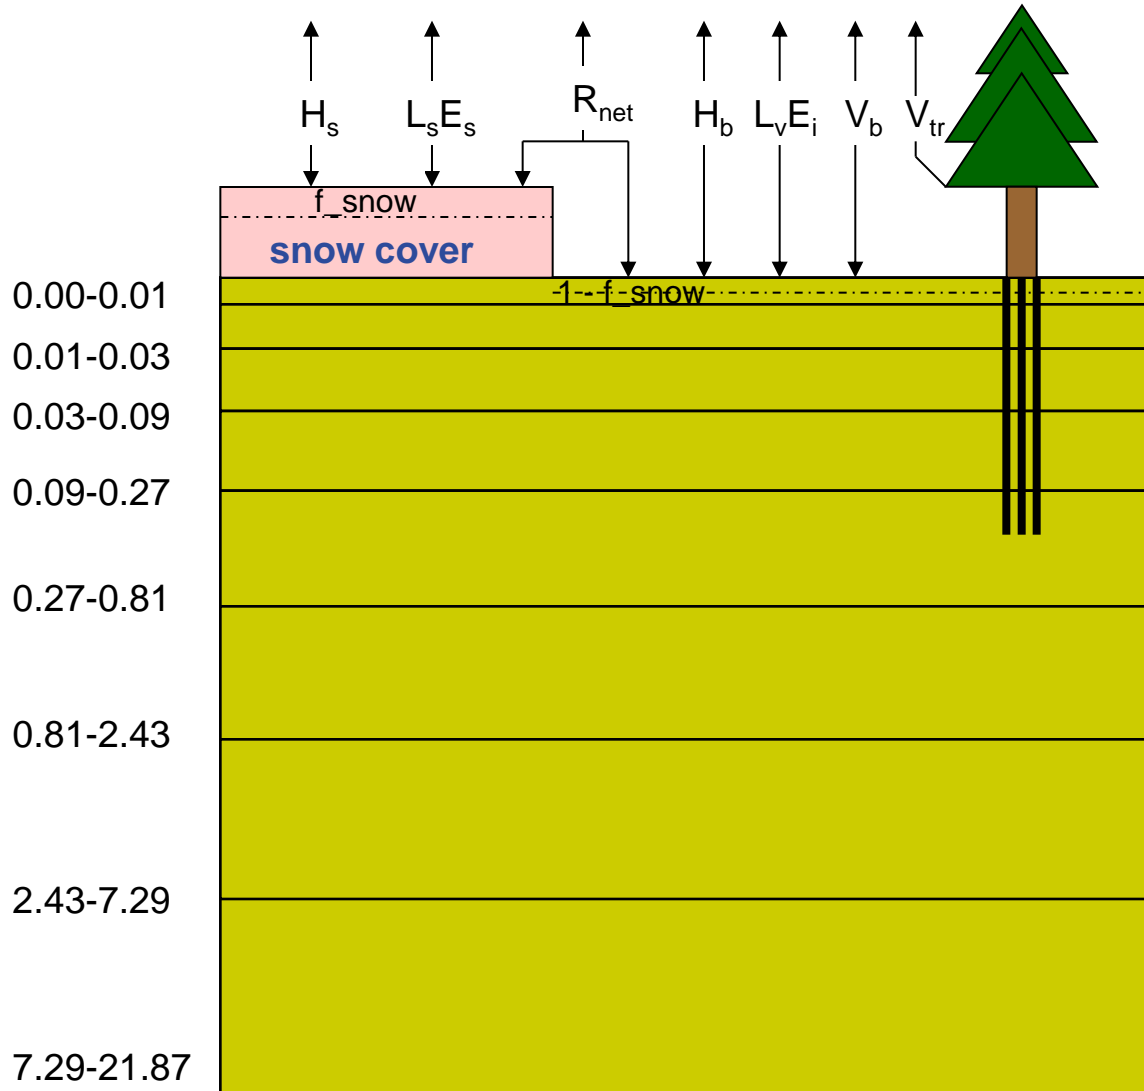 H_s L_sE_s R_net H_b L_vE_i V_b V_tr
f_snow
snow cover
1 - f_snow
0.00-0.01
0.01-0.03
0.03-0.09
0.09-0.27
0.27-0.81
0.81-2.43
2.43-7.29
7.29-21.87